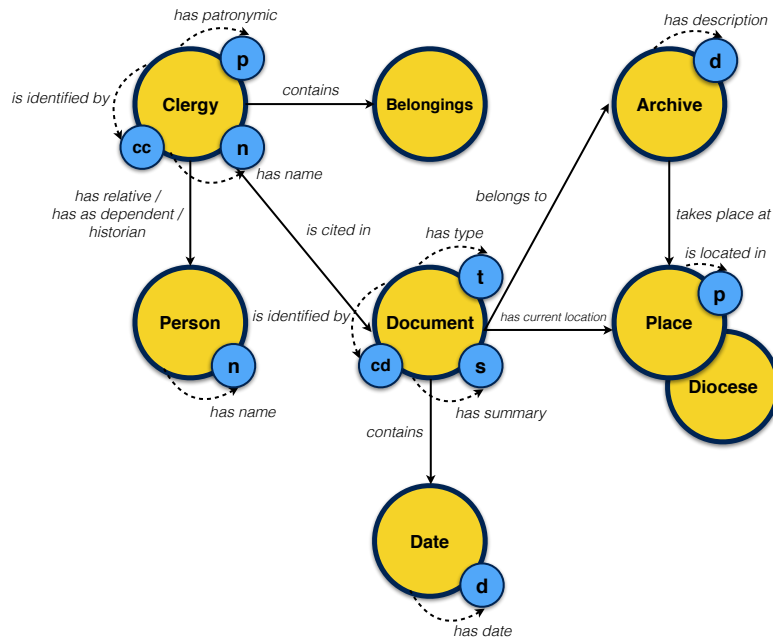 has patronymic
has description
p
d
is identified by
Clergy
contains
Belongings
Archive
cc
n
has name
has relative /
has as dependent /
historian
belongs to
takes place at
is cited in
has type
is located in
t
p
is identified by
Person
Document
has current location
Place
n
cd
s
Diocese
has name
has summary
contains
Date
d
has date